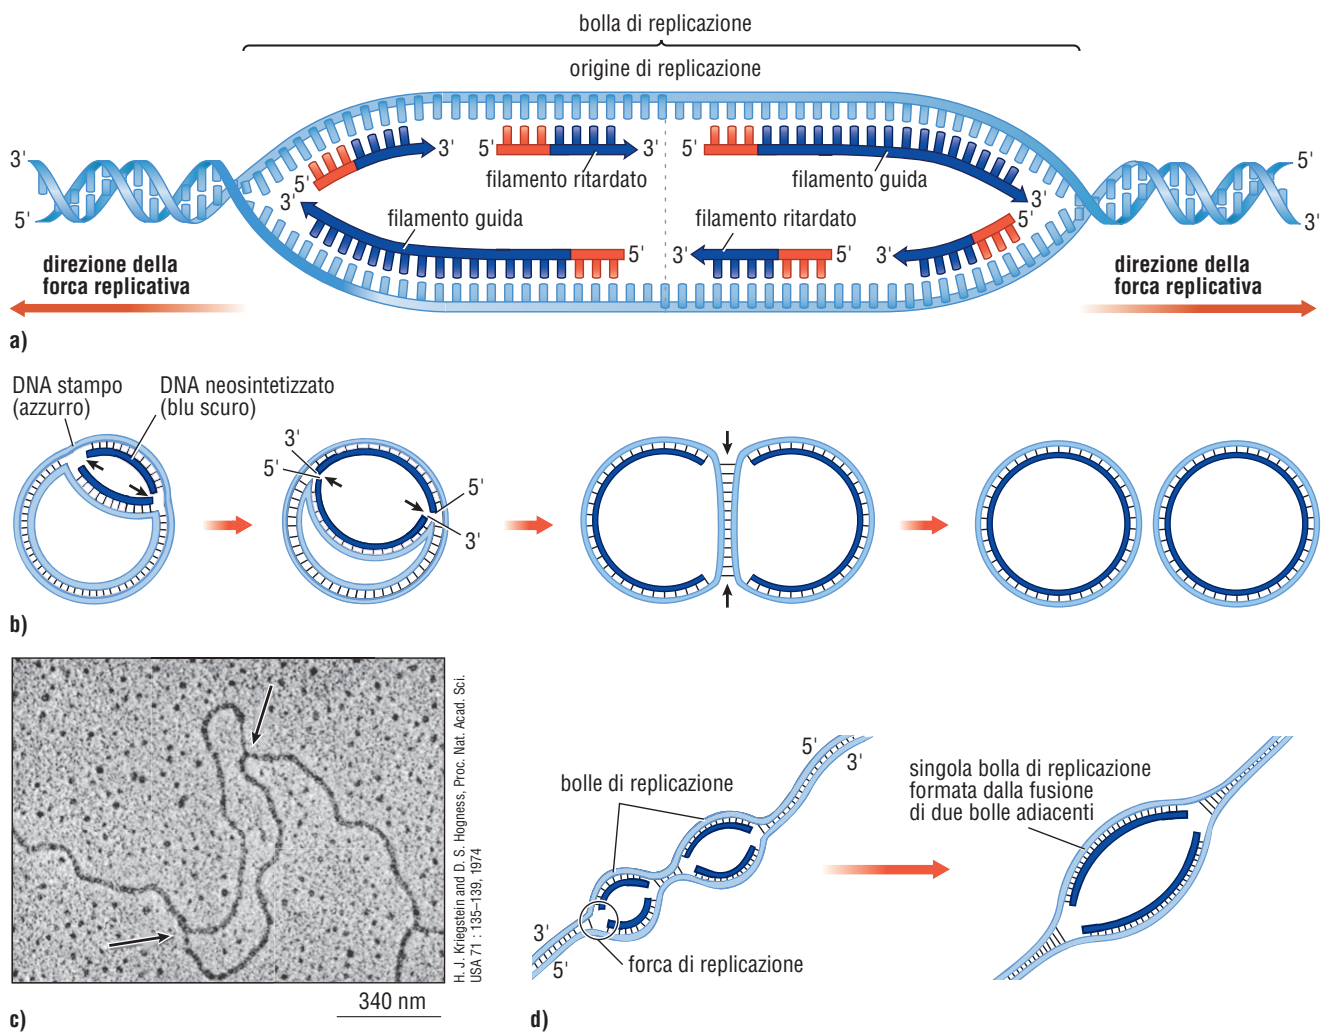 bolla di replicazione
origine di replicazione
3'
5'
5'
3'
5'
3'
5'
3'
5'
3'
filamento ritardato
filamento guida
3'
5'
filamento guida
3'
5'
filamento ritardato
3'
5'
direzione della
forca replicativa
direzione della
forca replicativa
a)
DNA stampo
(azzurro)
DNA neosintetizzato
(blu scuro)
3'
5'
5'
3'
b)
H. J. Kriegstein and D. S. Hogness, Proc. Nat. Acad. Sci.
USA 71 : 135–139, 1974
340 nm
c)
5'
3'
bolle di replicazione
3'
5'
forca di replicazione
singola bolla di replicazione
formata dalla fusione
di due bolle adiacenti
d)